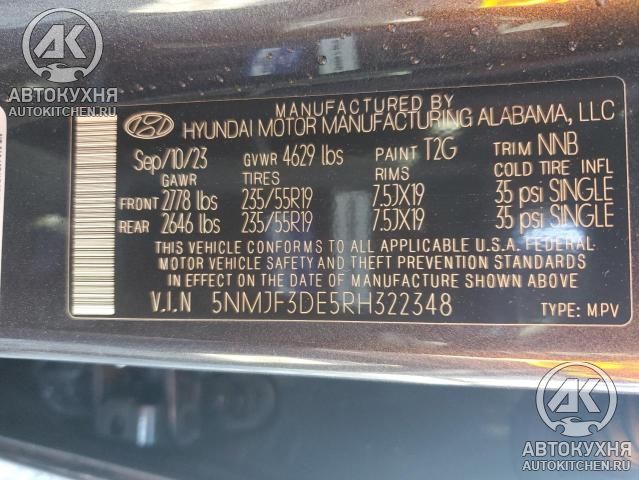 АВТОКУХНЯ
AUTOKITCHEN.RU
MANUFACTURED BY
HYUNDAI MOTOR MANUFACTURING ALABAMA, LLC
Sep/10/23 GVWR 4629 lbs PAINT T2G TRIM NNB
GAWR TIRES RIMS COLD TIRE INFL
FRONT 2778 lbs 235/55R19 7.5JX19 35 psi SINGLE
REAR 2646 lbs 235/55R19 7.5JX19 35 psi SINGLE
THIS VEHICLE CONFORMS TO ALL APPLICABLE U.S.A. FEDERAL
MOTOR VEHICLE SAFETY AND THEFT PREVENTION STANDARDS
IN EFFECT ON THE DATE OF MANUFACTURE SHOWN ABOVE
V.I.N 5NMJF3DE5RH322348 TYPE: MPV
АВТОКУХНЯ
AUTOKITCHEN.RU